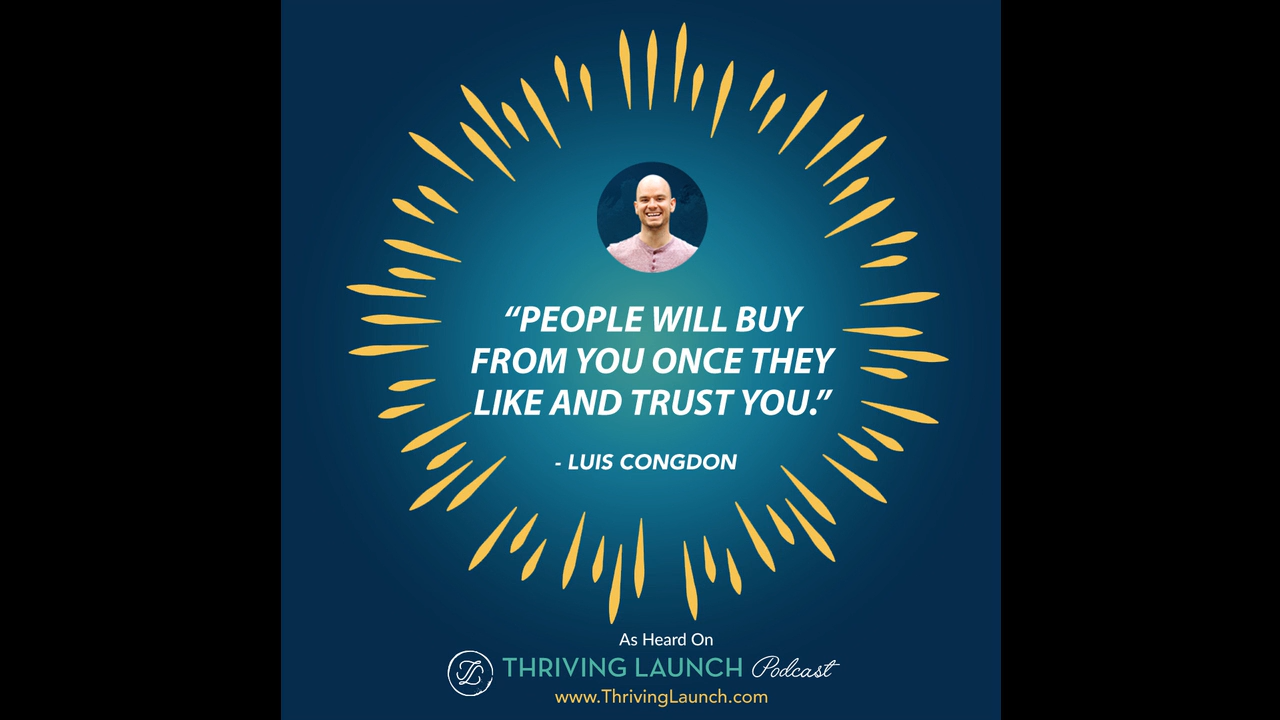 “PEOPLE WILL BUY
FROM YOU ONCE THEY
LIKE AND TRUST YOU.”
- LUIS CONGDON
As Heard On
TL THRIVING LAUNCH Podcast
www.ThrivingLaunch.com